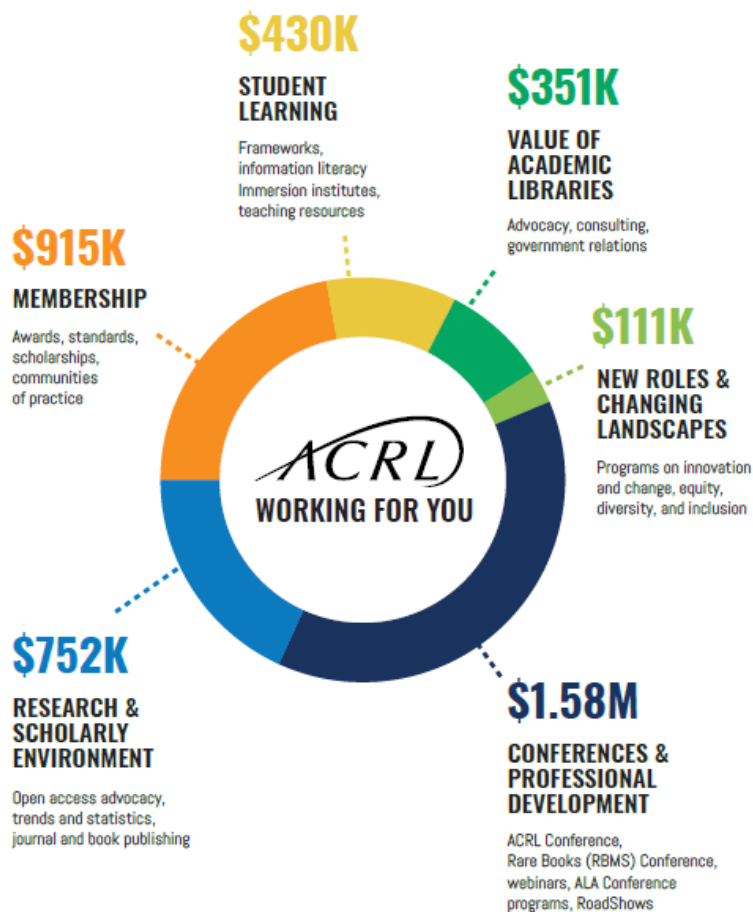 $430K
STUDENT
LEARNING
Frameworks,
information literacy
Immersion institutes,
teaching resources
$351K
VALUE OF
ACADEMIC
LIBRARIES
Advocacy, consulting,
government relations
$915K
MEMBERSHIP
Awards, standards,
scholarships,
communities
of practice
$111K
NEW ROLES &
CHANGING
LANDSCAPES
Programs on innovation
and change, equity,
diversity, and inclusion
ACRL
WORKING FOR YOU
$752K
RESEARCH &
SCHOLARLY
ENVIRONMENT
Open access advocacy,
trends and statistics,
journal and book publishing
$1.58M
CONFERENCES &
PROFESSIONAL
DEVELOPMENT
ACRL Conference,
Rare Books (RBMS) Conference,
webinars, ALA Conference
programs, RoadShows